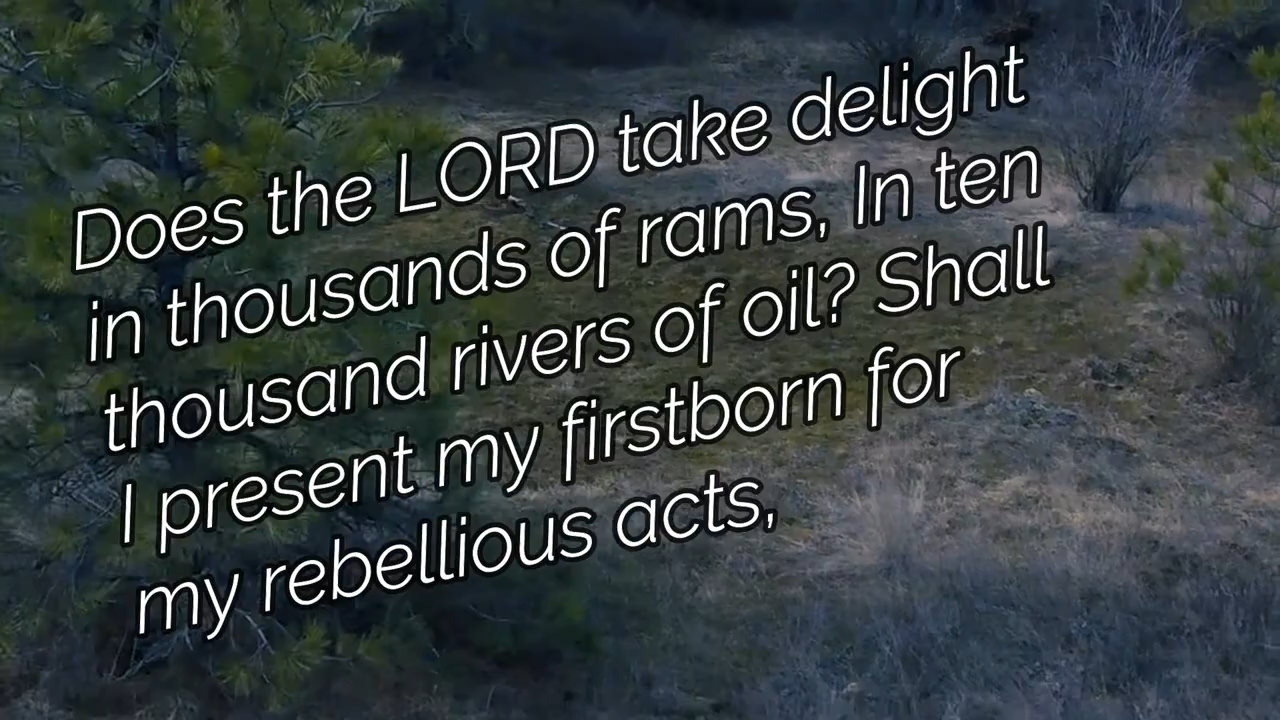 Does the LORD take delight
in thousands of rams, In ten
thousand rivers of oil? Shall
I present my firstborn for
my rebellious acts,